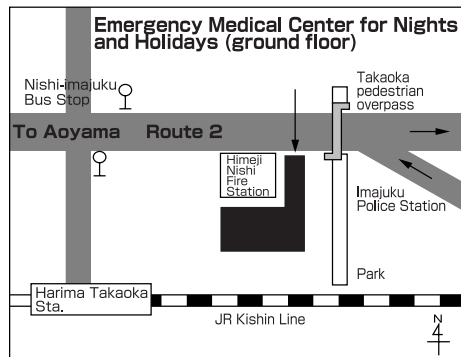 Emergency Medical Center for Nights
and Holidays (ground floor)
Nishi-imajuku
Bus Stop
Takaoka
pedestrian
overpass
To Aoyama Route 2
Himeji
Nishi
Fire
Station
Imajuku
Police Station
Park
Harima Takaoka
Sta.
JR Kishin Line
N